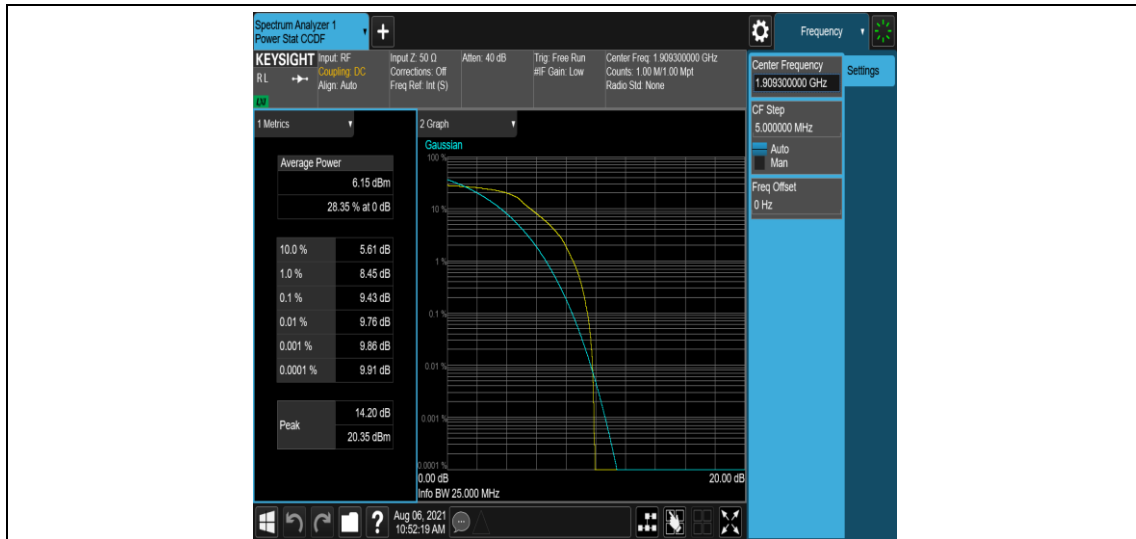 Spectrum Analyzer 1
Power Stat CCDF
+
Frequency
KEYSIGHT
RL
LXI
Input: RF
Coupling: DC
Align: Auto
Input Z: 50 Ω
Corrections: Off
Freq Ref: Int (S)
Atten: 40 dB
Trig: Free Run
#IF Gain: Low
Center Freq: 1.909300000 GHz
Counts: 1.00 M/1.00 Mpt
Radio Std: None
Center Frequency
1.909300000 GHz
Settings
CF Step
5.000000 MHz
Auto
Man
Freq Offset
0 Hz
1 Metrics
Average Power
6.15 dBm
28.35 % at 0 dB
10.0 % 5.61 dB
1.0 % 8.45 dB
0.1 % 9.43 dB
0.01 % 9.76 dB
0.001 % 9.86 dB
0.0001 % 9.91 dB
Peak
14.20 dB
20.35 dBm
2 Graph
Gaussian
100 %
10 %
1 %
0.1 %
0.01 %
0.001 %
0.0001 %
0.00 dB 20.00 dB
Info BW 25.000 MHz
?
Aug 06, 2021
10:52:19 AM